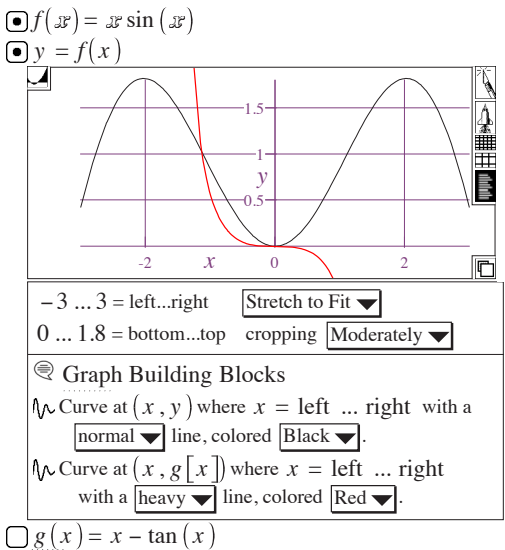 f(x) = x sin (x)
y = f(x)
1.5
1
y
0.5
-2 x 0 2
−3 ... 3 = left...right Stretch to Fit
0 ... 1.8 = bottom...top cropping Moderately
Graph Building Blocks
Curve at (x, y) where x = left ... right with a
normal line, colored Black.
Curve at (x, g[x]) where x = left ... right
with a heavy line, colored Red.
g(x) = x − tan (x)